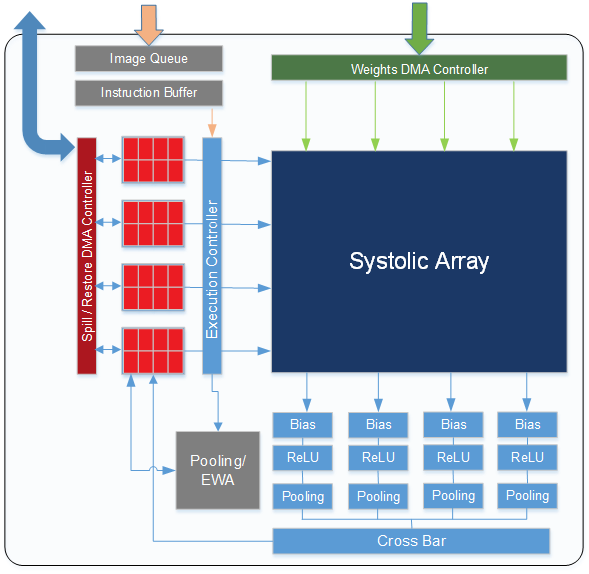 Image Queue
Weights DMA Controller
Instruction Buffer
Spill / Restore DMA Controller
Execution Controller
Systolic Array
Bias
Bias
Bias
Bias
ReLU
ReLU
ReLU
ReLU
Pooling/
EWA
Pooling
Pooling
Pooling
Pooling
Cross Bar